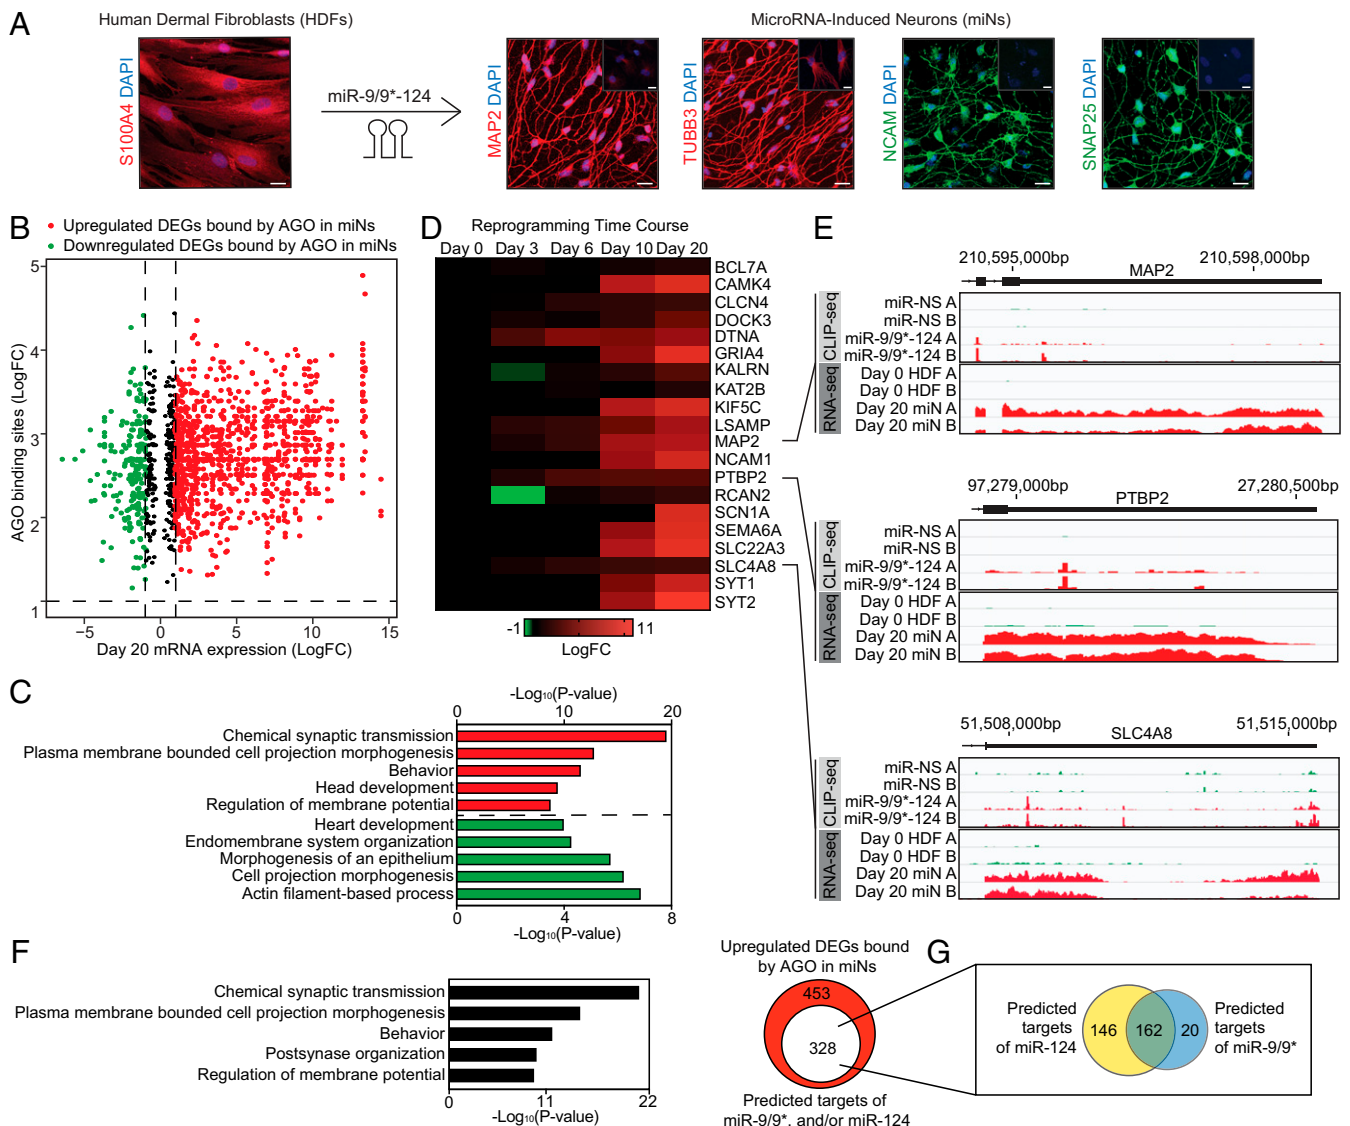 A
Human Dermal Fibroblasts (HDFs)
MicroRNA-Induced Neurons (miNs)
S100A4 DAPI
miR-9/9*-124
MAP2 DAPI
TUBB3 DAPI
NCAM DAPI
SNAP25 DAPI
B
Upregulated DEGs bound by AGO in miNs
Downregulated DEGs bound by AGO in miNs
AGO binding sites (LogFC)
5
4
3
2
1
−5
0
5
10
15
Day 20 mRNA expression (LogFC)
C
-Log10(P-value)
0
10
20
Chemical synaptic transmission
Plasma membrane bounded cell projection morphogenesis
Behavior
Head development
Regulation of membrane potential
Heart development
Endomembrane system organization
Morphogenesis of an epithelium
Cell projection morphogenesis
Actin filament-based process
0
4
8
-Log10(P-value)
D
Reprogramming Time Course
Day 0
Day 3
Day 6
Day 10
Day 20
BCL7A
CAMK4
CLCN4
DOCK3
DTNA
GRIA4
KALRN
KAT2B
KIF5C
LSAMP
MAP2
NCAM1
PTBP2
RCAN2
SCN1A
SEMA6A
SLC22A3
SLC4A8
SYT1
SYT2
-1
11
LogFC
E
210,595,000bp
210,598,000bp
MAP2
CLIP-seq
miR-NS A
miR-NS B
miR-9/9*-124 A
miR-9/9*-124 B
RNA-seq
Day 0 HDF A
Day 0 HDF B
Day 20 miN A
Day 20 miN B
97,279,000bp
27,280,500bp
PTBP2
CLIP-seq
miR-NS A
miR-NS B
miR-9/9*-124 A
miR-9/9*-124 B
RNA-seq
Day 0 HDF A
Day 0 HDF B
Day 20 miN A
Day 20 miN B
51,508,000bp
51,515,000bp
SLC4A8
CLIP-seq
miR-NS A
miR-NS B
miR-9/9*-124 A
miR-9/9*-124 B
RNA-seq
Day 0 HDF A
Day 0 HDF B
Day 20 miN A
Day 20 miN B
F
Chemical synaptic transmission
Plasma membrane bounded cell projection morphogenesis
Behavior
Postsynase organization
Regulation of membrane potential
0
11
22
-Log10(P-value)
Upregulated DEGs bound
by AGO in miNs
453
328
Predicted targets of
miR-9/9*, and/or miR-124
G
Predicted
targets
of miR-124
146
162
20
Predicted
targets
of miR-9/9*